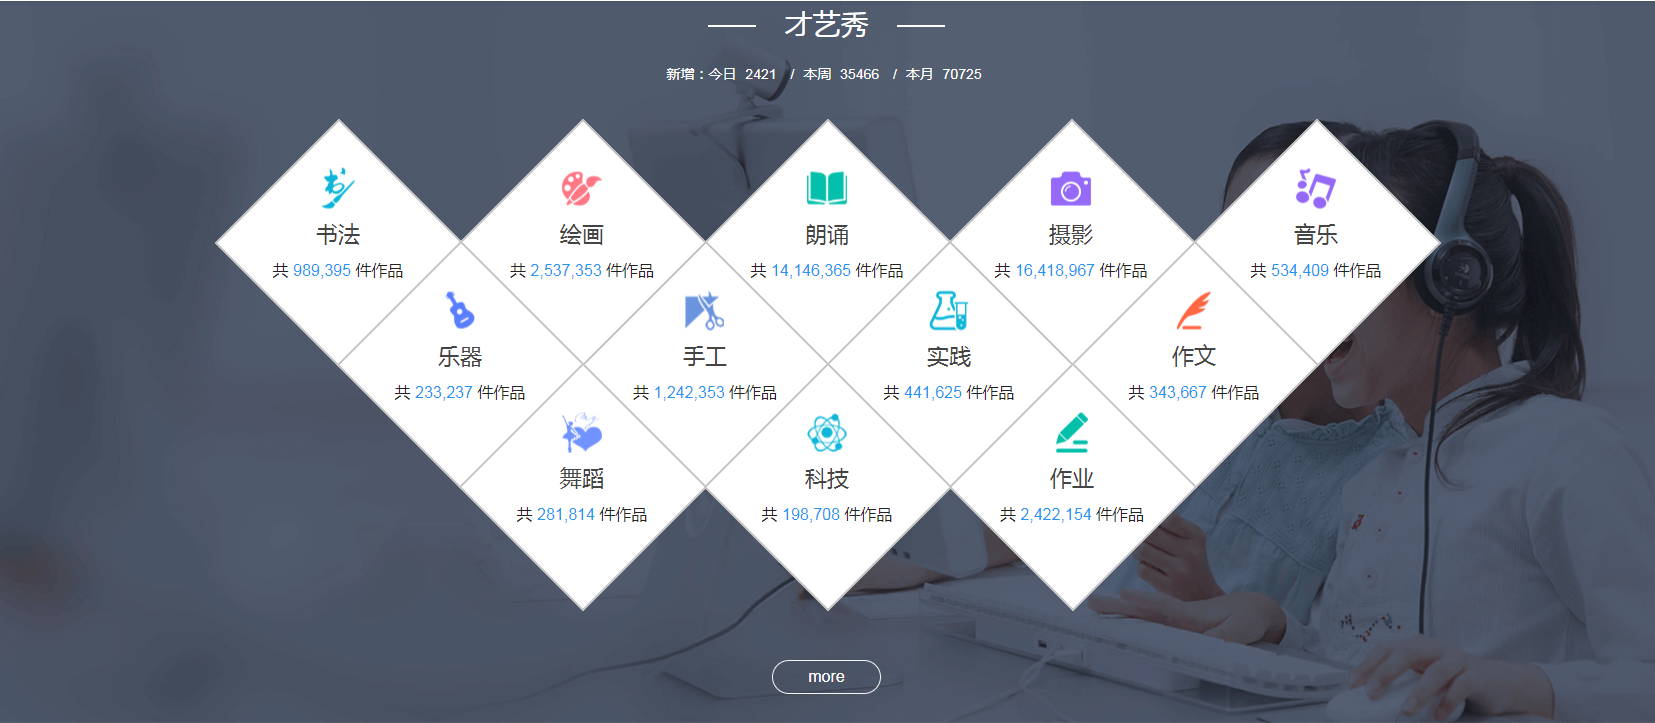 才艺秀
新增 : 今日 2421 / 本周 35466 / 本月 70725
书法
共 989,395 件作品
绘画
共 2,537,353 件作品
朗诵
共 14,146,365 件作品
摄影
共 16,418,967 件作品
音乐
共 534,409 件作品
乐器
共 233,237 件作品
手工
共 1,242,353 件作品
实践
共 441,625 件作品
作文
共 343,667 件作品
舞蹈
共 281,814 件作品
科技
共 198,708 件作品
作业
共 2,422,154 件作品
more